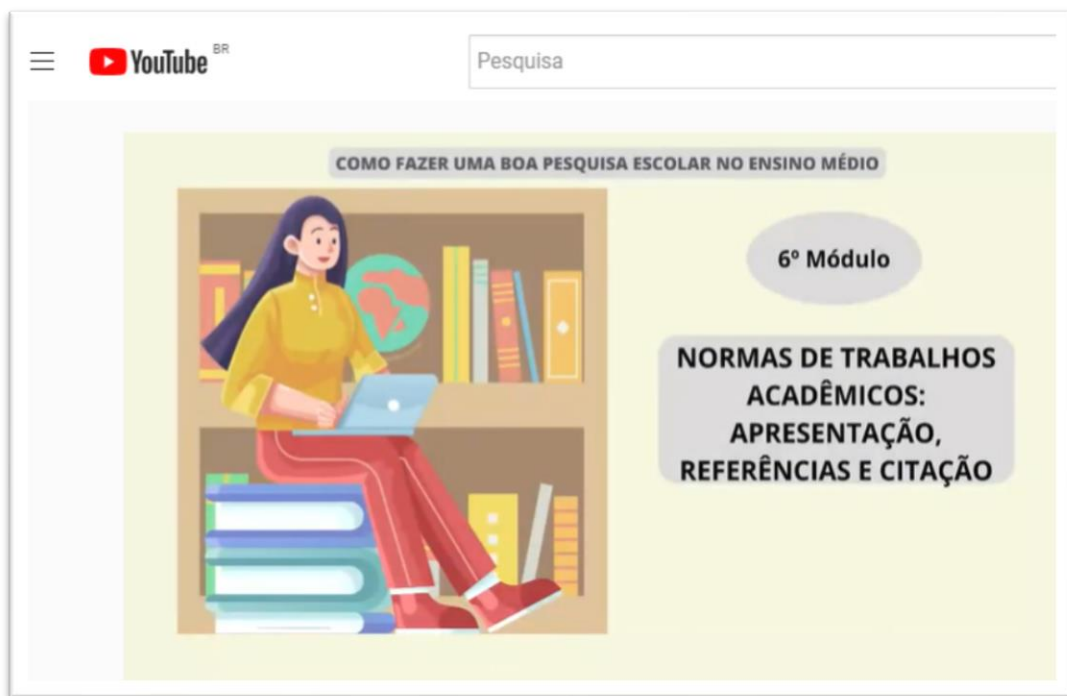 YouTube BR
Pesquisa
COMO FAZER UMA BOA PESQUISA ESCOLAR NO ENSINO MÉDIO
6º Módulo
NORMAS DE TRABALHOS
ACADÊMICOS:
APRESENTAÇÃO,
REFERÊNCIAS E CITAÇÃO